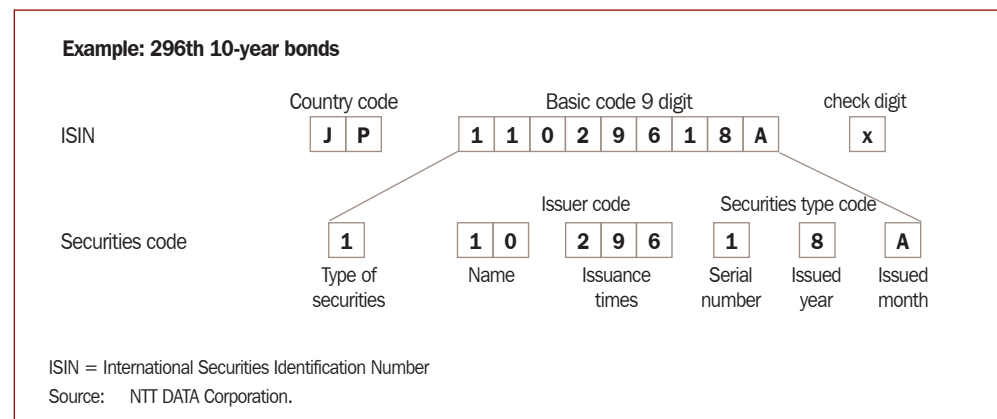 Example: 296th 10-year bonds
Country code Basic code 9 digit check digit
ISIN J P 1 1 0 2 9 6 1 8 A x
Issuer code Securities type code
Securities code 1 1 0 2 9 6 1 8 A
Type of securities Name Issuance times Serial number Issued year Issued month
ISIN = International Securities Identification Number
Source: NTT DATA Corporation.